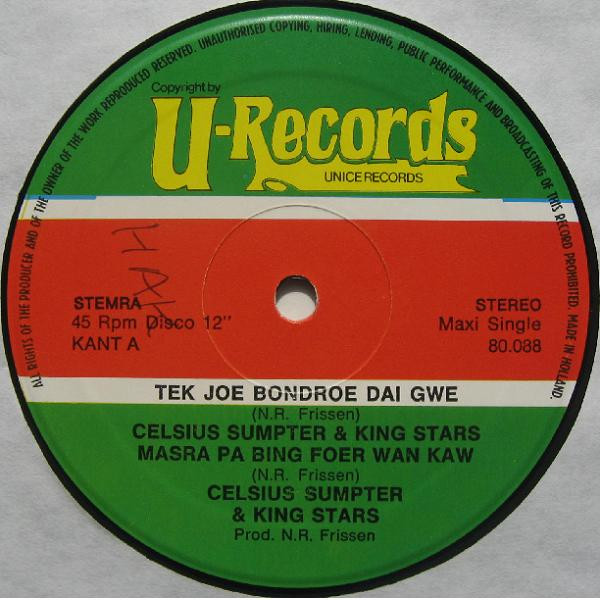 ALL RIGHTS OF THE PRODUCER AND OF THE OWNER OF THE WORK REPRODUCED RESERVED. UNAUTHORISED COPYING, HIRING, LENDING, PUBLIC PERFORMANCE AND BROADCASTING OF THIS RECORD PROHIBITED. MADE IN HOLLAND.
Copyright by
U-Records
UNICE RECORDS
STEMRA
45 Rpm Disco 12"
KANT A
STEREO
Maxi Single
80.088
TEK JOE BONDROE DAI GWE
(N.R. Frissen)
CELSIUS SUMPTER & KING STARS
MASRA PA BING FOER WAN KAW
(N.R. Frissen)
CELSIUS SUMPTER
& KING STARS
Prod. N.R. Frissen